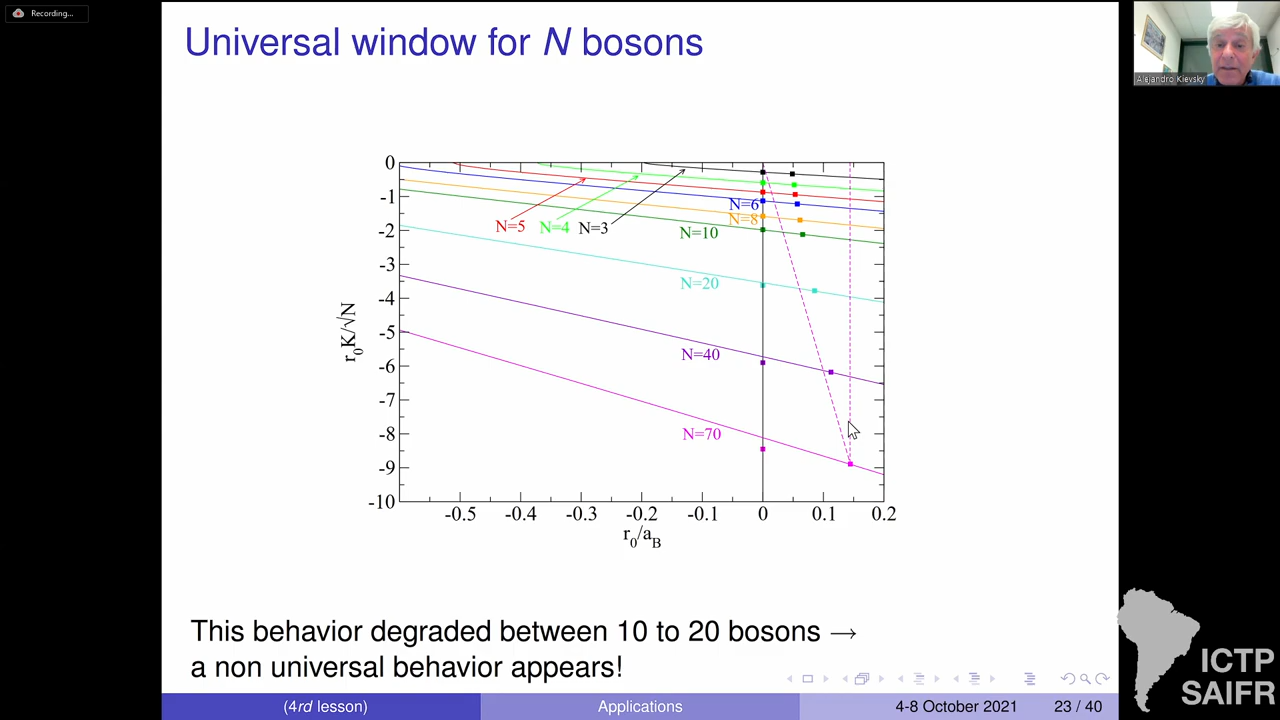 Recording...
Universal window for N bosons
Alejandro Kievsky
0
-1
-2
-3
-4
-5
-6
-7
-8
-9
-10
r0K/√N
N=5
N=4
N=3
N=6
N=8
N=10
N=20
N=40
N=70
-0.5
-0.4
-0.3
-0.2
-0.1
0
0.1
0.2
r0/aB
This behavior degraded between 10 to 20 bosons →
a non universal behavior appears!
(4rd lesson)
Applications
4-8 October 2021
23 / 40
ICTP
SAIFR